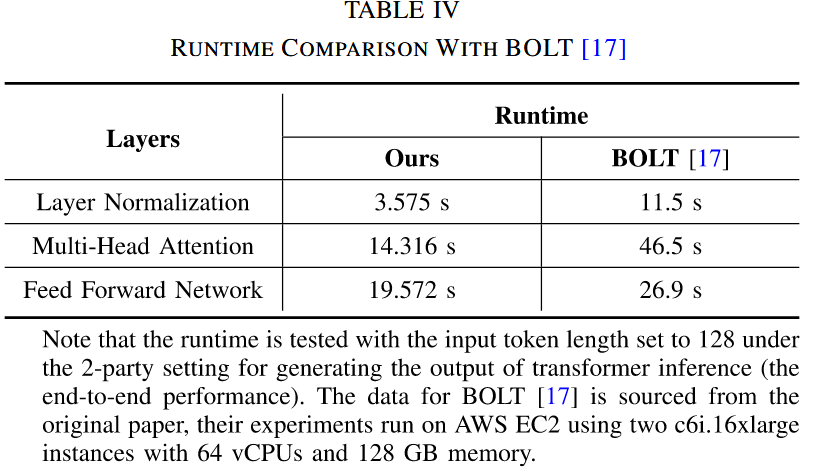 TABLE IV
RUNTIME COMPARISON WITH BOLT [17]
Layers
Runtime
Ours
BOLT [17]
Layer Normalization 3.575 s 11.5 s
Multi-Head Attention 14.316 s 46.5 s
Feed Forward Network 19.572 s 26.9 s
Note that the runtime is tested with the input token length set to 128 under
the 2-party setting for generating the output of transformer inference (the
end-to-end performance). The data for BOLT [17] is sourced from the
original paper, their experiments run on AWS EC2 using two c6i.16xlarge
instances with 64 vCPUs and 128 GB memory.